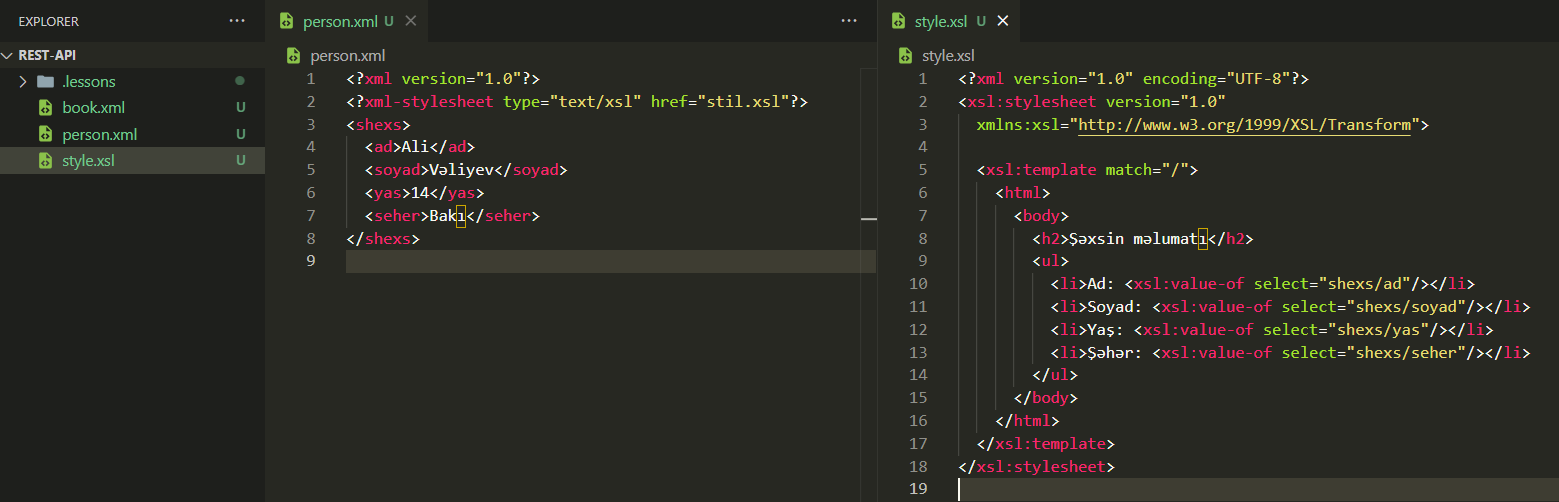 EXPLORER
REST-API
.lessons
book.xml U
person.xml U
style.xsl U
person.xml U
person.xml
1 <?xml version="1.0"?>
2 <?xml-stylesheet type="text/xsl" href="stil.xsl"?>
3 <shexs>
4 <ad>Ali</ad>
5 <soyad>Vəliyev</soyad>
6 <yas>14</yas>
7 <seher>Bakı</seher>
8 </shexs>
9
style.xsl U
style.xsl
1 <?xml version="1.0" encoding="UTF-8"?>
2 <xsl:stylesheet version="1.0"
3 xmlns:xsl="http://www.w3.org/1999/XSL/Transform">
4
5 <xsl:template match="/">
6 <html>
7 <body>
8 <h2>Şəxsin məlumatı</h2>
9 <ul>
10 <li>Ad: <xsl:value-of select="shexs/ad"/></li>
11 <li>Soyad: <xsl:value-of select="shexs/soyad"/></li>
12 <li>Yaş: <xsl:value-of select="shexs/yas"/></li>
13 <li>Şəhər: <xsl:value-of select="shexs/seher"/></li>
14 </ul>
15 </body>
16 </html>
17 </xsl:template>
18 </xsl:stylesheet>
19